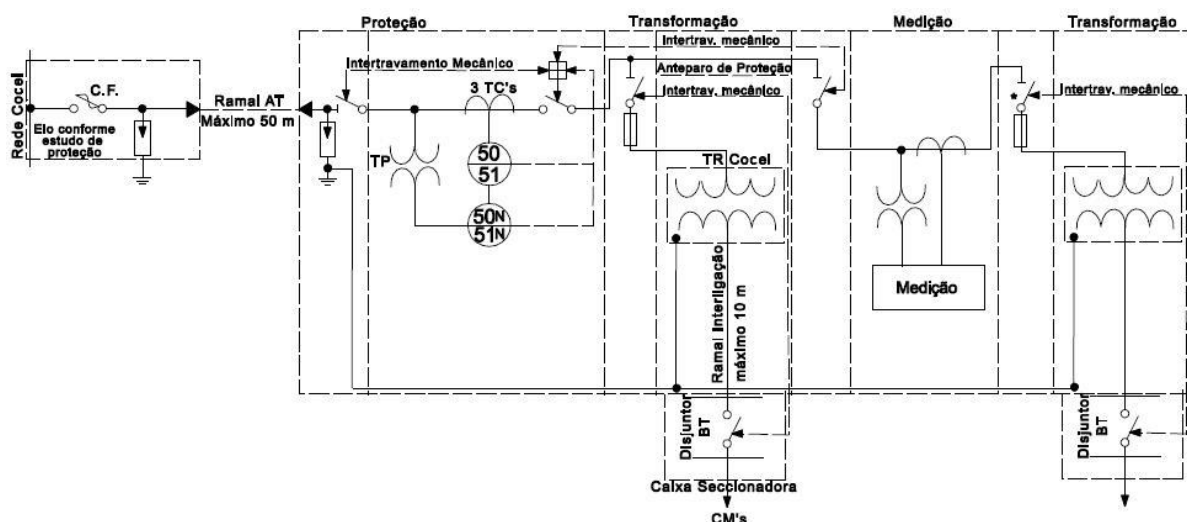 Proteção
Transformação
Medição
Transformação
Intertrav. mecânico
Intertravamento Mecânico
Anteparo de Proteção
Intertrav. mecânico
Intertrav. mecânico
*
Rede Cocel
C.F.
Elo conforme
estudo de
proteção
Ramal AT
Máximo 50 m
3 TC's
TP
50
51
50N
51N
TR Cocel
Medição
Ramal Interligação
máximo 10 m
Disjuntor
BT
Disjuntor
BT
Caixa Seccionadora
CM's